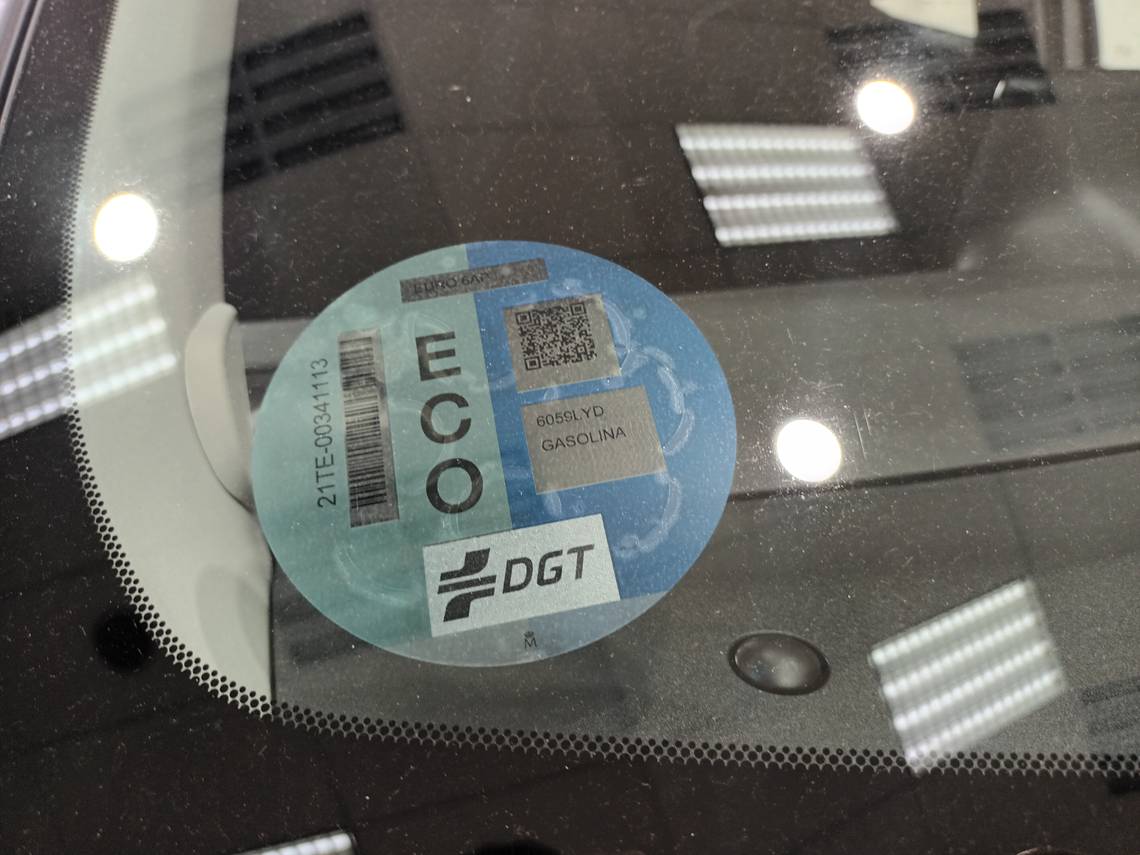 EURO 6AP
21TE-00341113
ECO
6059LYD
GASOLINA
DGT
M